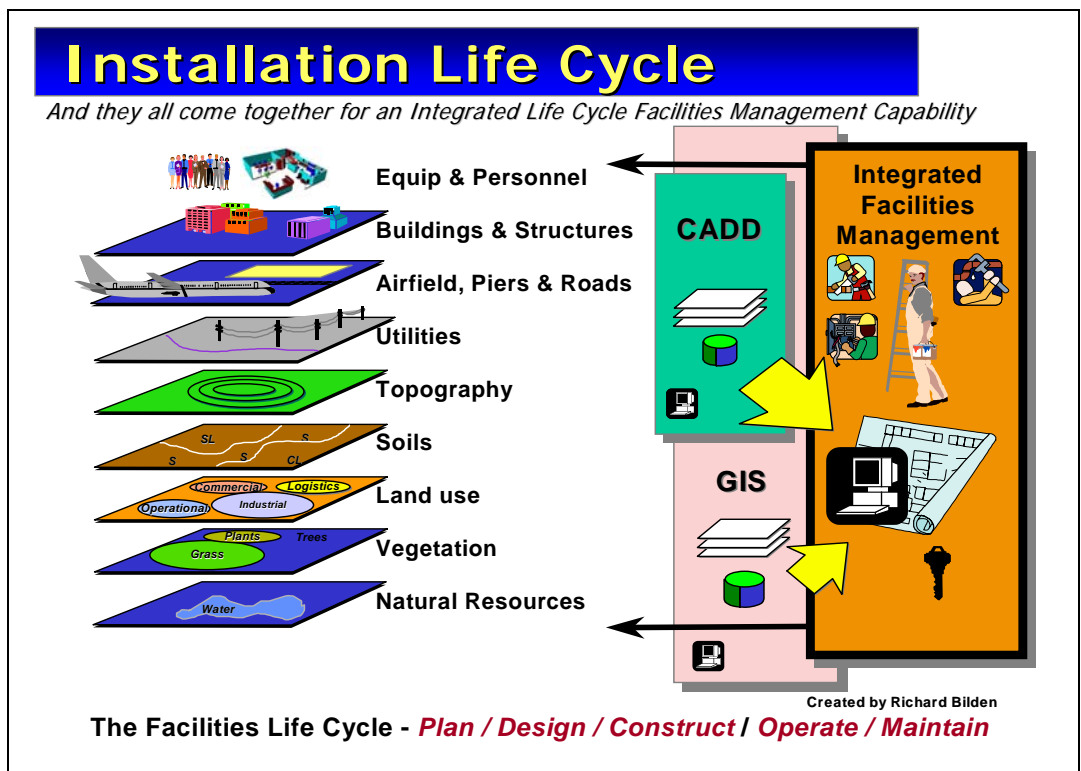 Installation Life Cycle
And they all come together for an Integrated Life Cycle Facilities Management Capability
Equip & Personnel
Buildings & Structures
Airfield, Piers & Roads
Utilities
Topography
Soils
SL
S
S
S
CL
Land use
Commercial
Logistics
Operational
Industrial
Vegetation
Plants
Trees
Grass
Natural Resources
Water
CADD
GIS
Integrated
Facilities
Management
Created by Richard Bilden
The Facilities Life Cycle - Plan / Design / Construct / Operate / Maintain